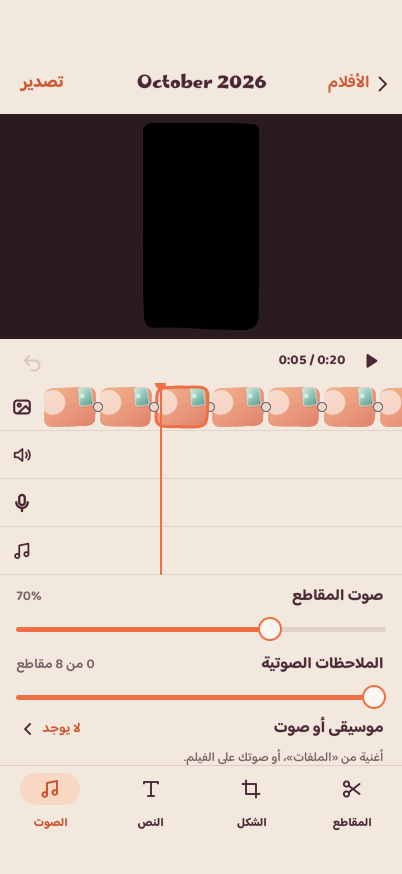 الأفلام
October 2026
تصدير
0:05 / 0:20
صوت المقاطع
70%
الملاحظات الصوتية
0 من 8 مقاطع
موسيقى أو صوت
لا يوجد
أغنية من «الملفات»، أو صوتك على الفيلم.
المقاطع
الشكل
النص
الصوت